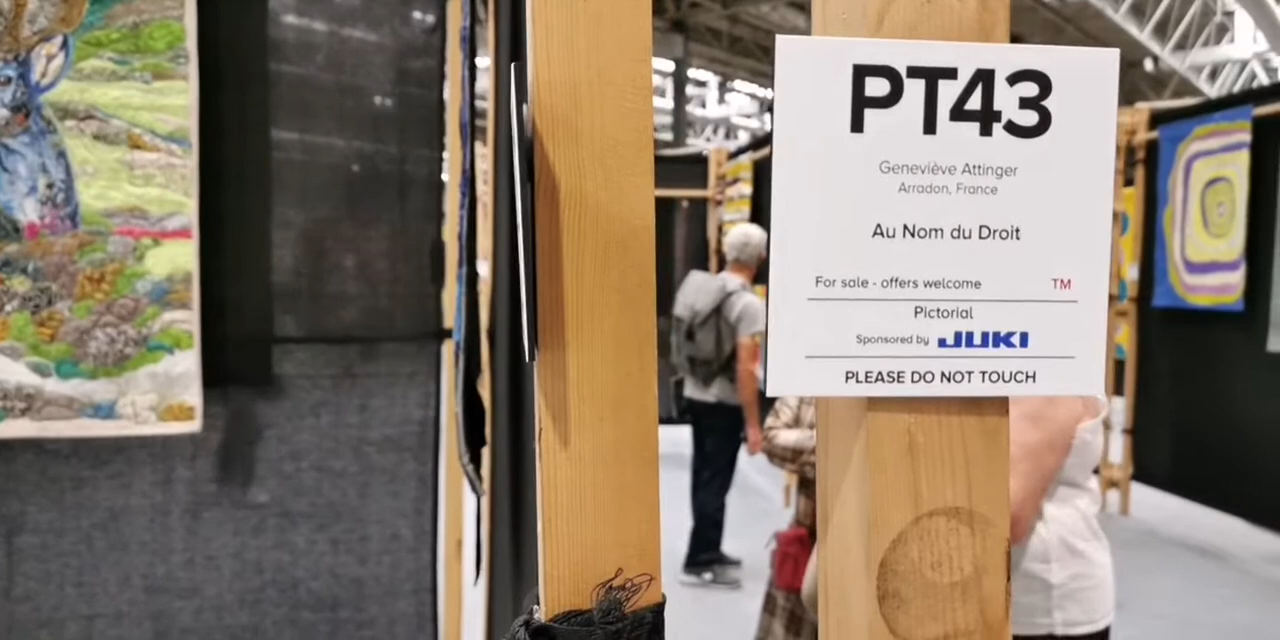 PT43
Geneviève Attinger
Arradon, France
Au Nom du Droit
For sale - offers welcome TM
Pictorial
Sponsored by JUKI
PLEASE DO NOT TOUCH